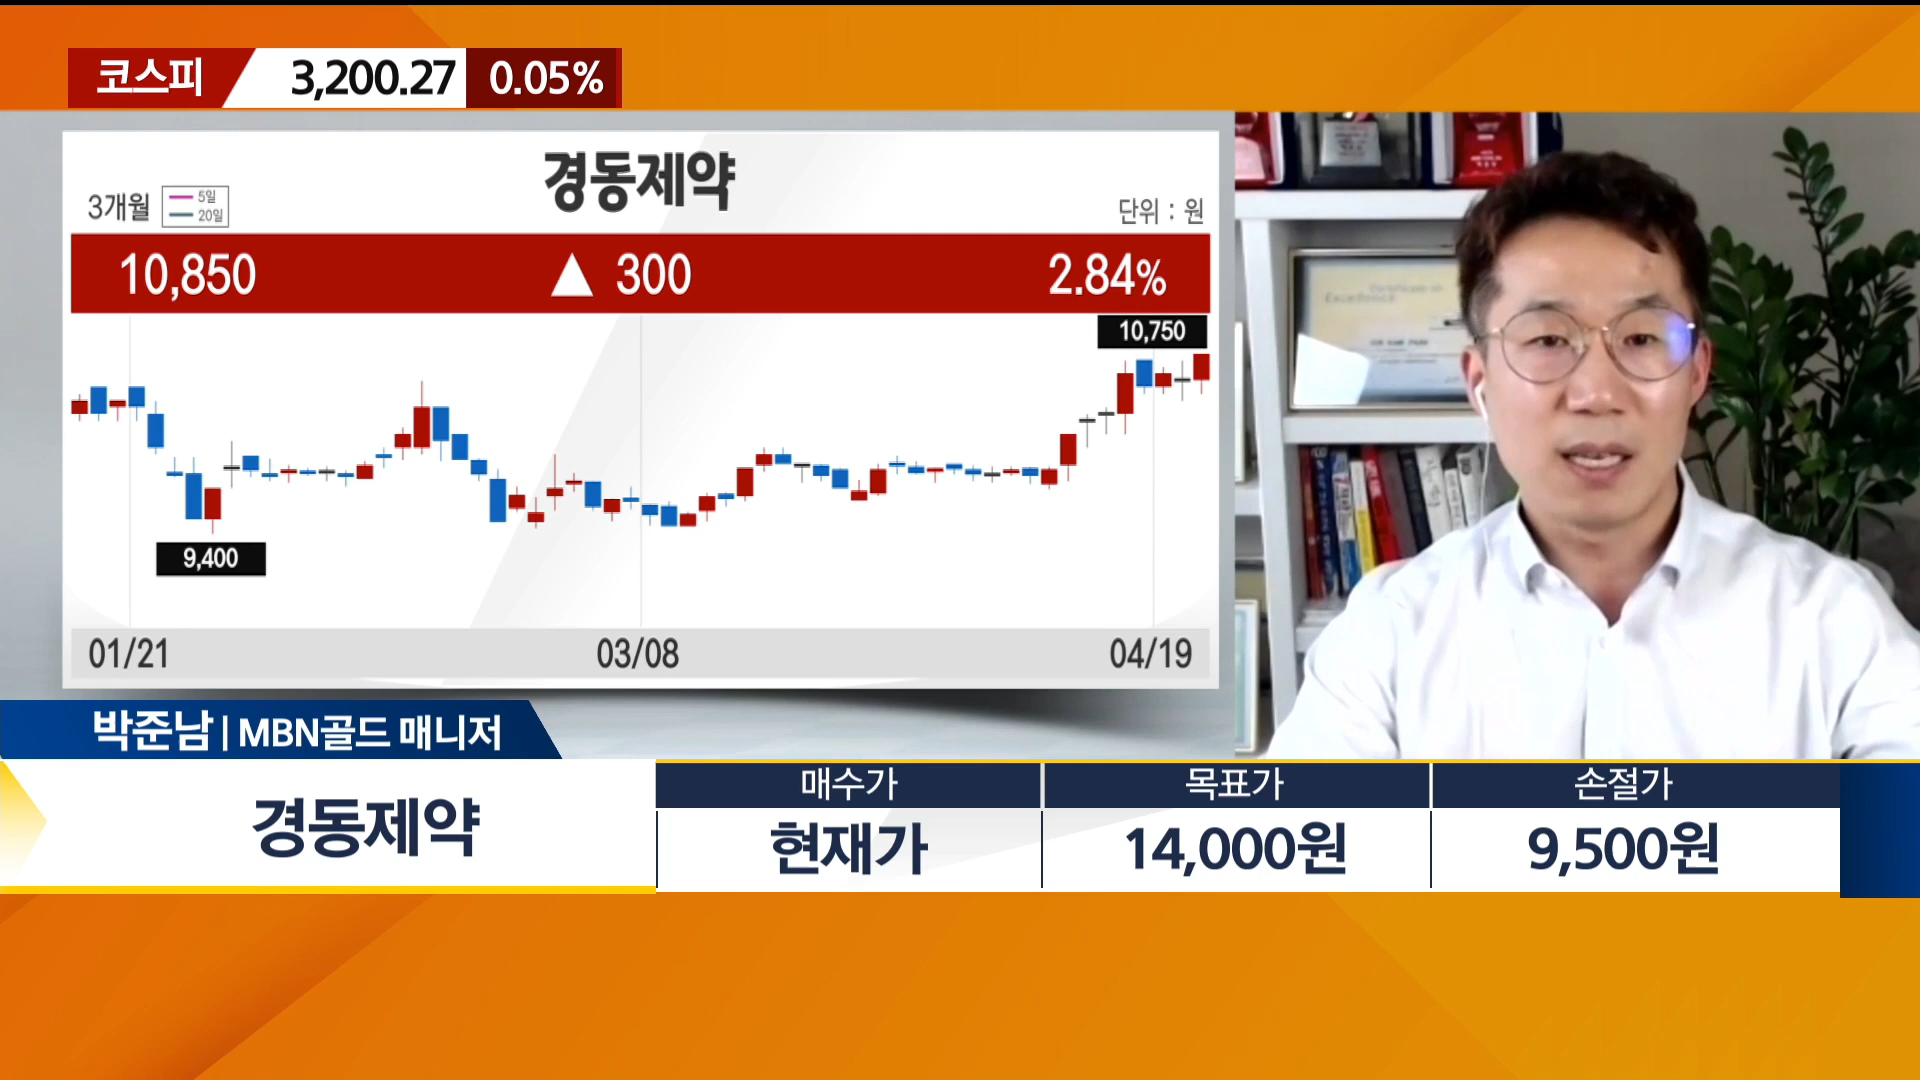 코스피 3,200.27 0.05%
경동제약
3개월 5일 단위 : 원
20일
10,850 ▲ 300 2.84%
10,750
9,400
01/21 03/08 04/19
박준남 | MBN골드 매니저
경동제약
매수가 목표가 손절가
현재가 14,000원 9,500원